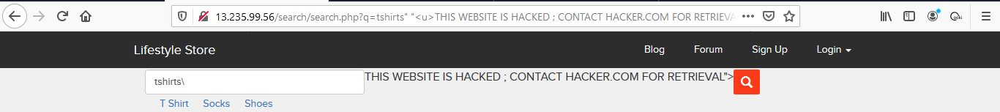 13.235.99.56/search/search.php?q=tshirts" "<u>THIS WEBSITE IS HACKED ; CONTACT HACKER.COM FOR RETRIEVA
Lifestyle Store Blog Forum Sign Up Login
tshirts\ THIS WEBSITE IS HACKED ; CONTACT HACKER.COM FOR RETRIEVAL">
T Shirt Socks Shoes